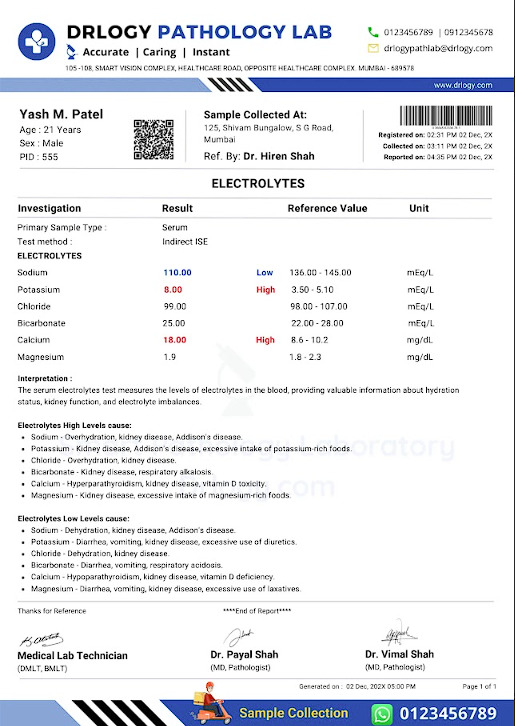 DRLOGY PATHOLOGY LAB
Accurate | Caring | Instant
0123456789 | 0912345678
drlogypathlab@drlogy.com
105 -108, SMART VISION COMPLEX, HEALTHCARE ROAD, OPPOSITE HEALTHCARE COMPLEX. MUMBAI - 689578
www.drlogy.com
Yash M. Patel
Age : 21 Years
Sex : Male
PID : 555
Sample Collected At:
125, Shivam Bungalow, S G Road,
Mumbai
Ref. By: Dr. Hiren Shah
Registered on: 02:31 PM 02 Dec, 2X
Collected on: 03:11 PM 02 Dec, 2X
Reported on: 04:35 PM 02 Dec, 2X
ELECTROLYTES
Investigation Result Reference Value Unit
Primary Sample Type : Serum
Test method : Indirect ISE
ELECTROLYTES
Sodium 110.00 Low 136.00 - 145.00 mEq/L
Potassium 8.00 High 3.50 - 5.10 mEq/L
Chloride 99.00 98.00 - 107.00 mEq/L
Bicarbonate 25.00 22.00 - 28.00 mEq/L
Calcium 18.00 High 8.6 - 10.2 mg/dL
Magnesium 1.9 1.8 - 2.3 mg/dL
Interpretation :
The serum electrolytes test measures the levels of electrolytes in the blood, providing valuable information about hydration
status, kidney function, and electrolyte imbalances.
Electrolytes High Levels cause:
• Sodium - Overhydration, kidney disease, Addison's disease.
• Potassium - Kidney disease, Addison's disease, excessive intake of potassium-rich foods.
• Chloride - Overhydration, kidney disease.
• Bicarbonate - Kidney disease, respiratory alkalosis.
• Calcium - Hyperparathyroidism, kidney disease, vitamin D toxicity.
• Magnesium - Kidney disease, excessive intake of magnesium-rich foods.
Electrolytes Low Levels cause:
• Sodium - Dehydration, kidney disease, Addison's disease.
• Potassium - Diarrhea, vomiting, kidney disease, excessive use of diuretics.
• Chloride - Dehydration, kidney disease.
• Bicarbonate - Diarrhea, vomiting, respiratory acidosis.
• Calcium - Hypoparathyroidism, kidney disease, vitamin D deficiency.
• Magnesium - Diarrhea, vomiting, kidney disease, excessive use of laxatives.
Thanks for Reference ****End of Report****
Medical Lab Technician
(DMLT, BMLT)
Dr. Payal Shah
(MD, Pathologist)
Dr. Vimal Shah
(MD, Pathologist)
Generated on : 02 Dec, 202X 05:00 PM Page 1 of 1
Sample Collection 0123456789